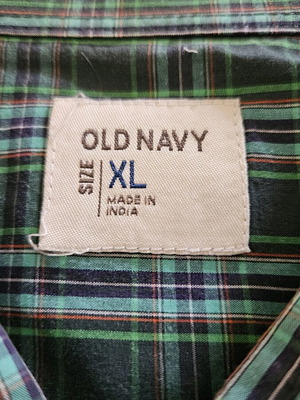 OLD NAVY
SIZE XL
MADE IN
INDIA